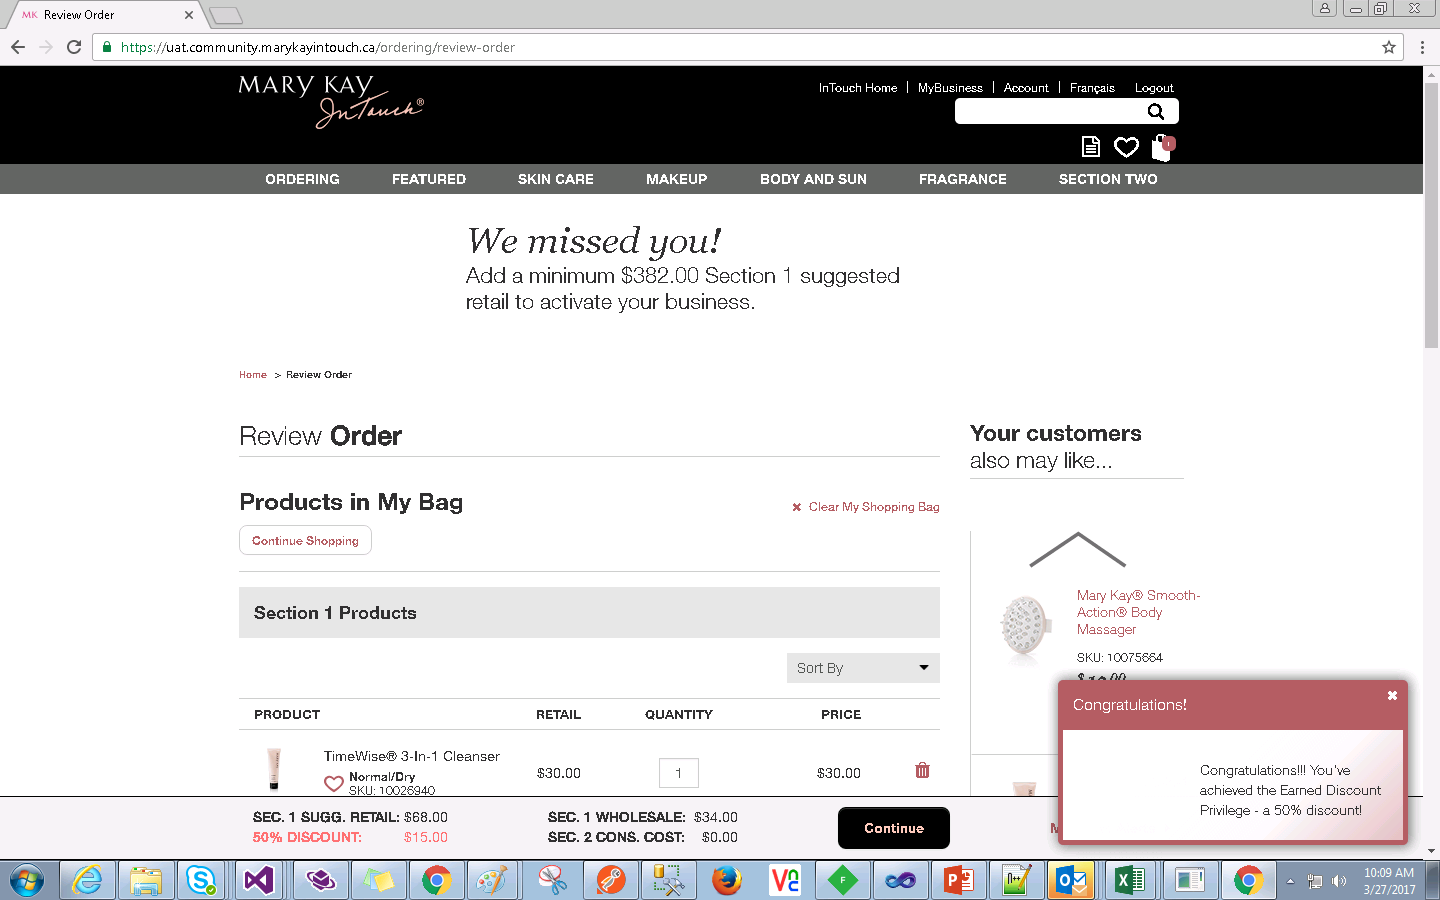 MK Review Order
https://uat.community.marykayintouch.ca/ordering/review-order
MARY KAY
InTouch®
InTouch Home | MyBusiness | Account | Français Logout
ORDERING FEATURED SKIN CARE MAKEUP BODY AND SUN FRAGRANCE SECTION TWO
We missed you!
Add a minimum $382.00 Section 1 suggested
retail to activate your business.
Home > Review Order
Review Order
Products in My Bag
Clear My Shopping Bag
Continue Shopping
Section 1 Products
Sort By
PRODUCT RETAIL QUANTITY PRICE
TimeWise® 3-In-1 Cleanser
Normal/Dry
SKU: 10026940
$30.00 1 $30.00
Your customers
also may like...
Mary Kay® Smooth-
Action® Body
Massager
SKU: 10075664
Congratulations!
Congratulations!!! You've
achieved the Earned Discount
Privilege - a 50% discount!
SEC. 1 SUGG. RETAIL: $68.00 SEC. 1 WHOLESALE: $34.00
50% DISCOUNT: $15.00 SEC. 2 CONS. COST: $0.00
Continue
10:09 AM
3/27/2017